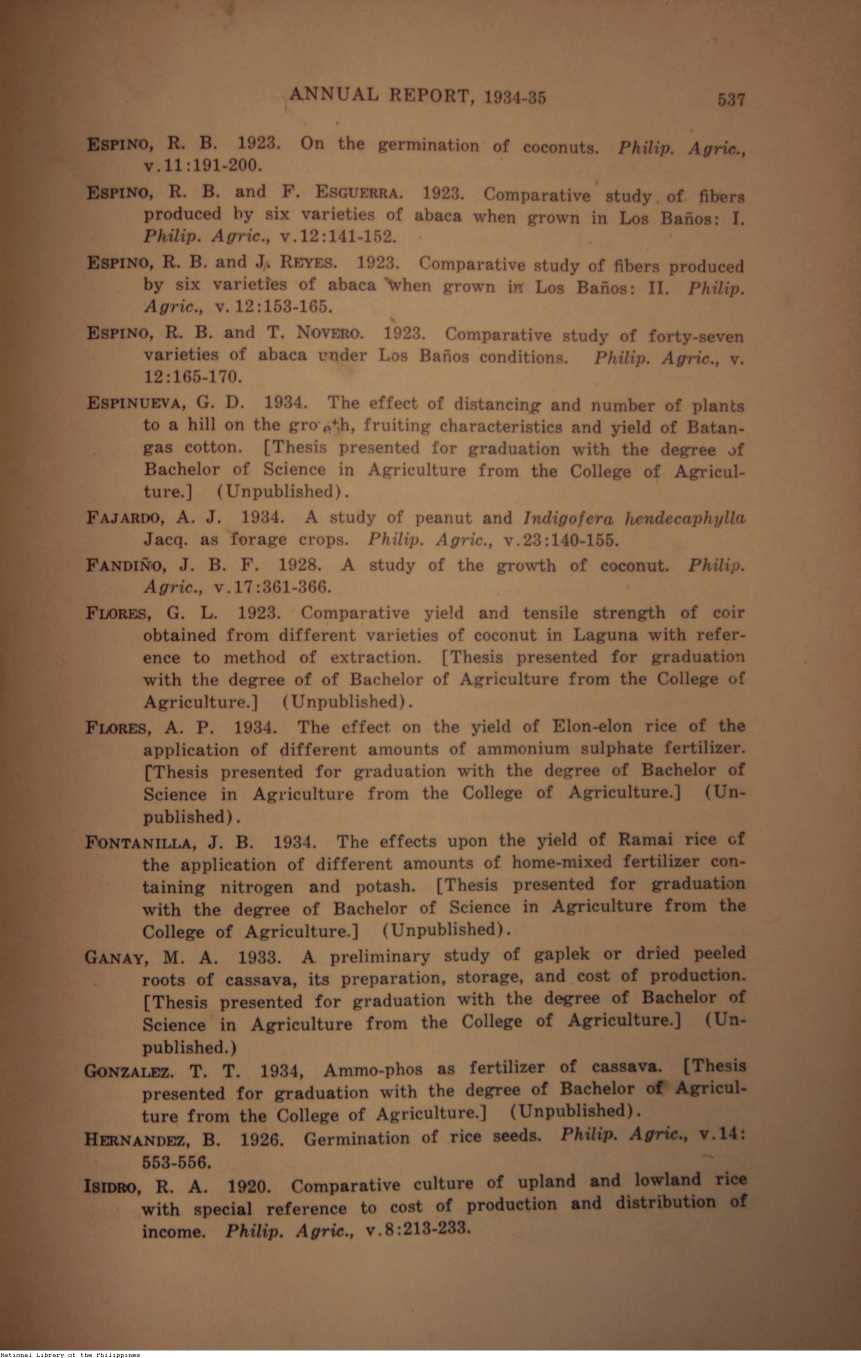 ANNUAL REPORT, 1934-35 537
ESPINO, R. B. 1923. On the germination of coconuts. Philip. Agric.,
v.11:191-200.
ESPINO, R. B. and F. ESGUERRA. 1923. Comparative study of fibers
produced by six varieties of abaca when grown in Los Baños: I.
Philip. Agric., v.12:141-152.
ESPINO, R. B. and J. REYES. 1923. Comparative study of fibers produced
by six varieties of abaca when grown in Los Baños: II. Philip.
Agric., v. 12:153-165.
ESPINO, R. B. and T. NOVERO. 1923. Comparative study of forty-seven
varieties of abaca under Los Baños conditions. Philip. Agric., v.
12:165-170.
ESPINUEVA, G. D. 1934. The effect of distancing and number of plants
to a hill on the growth, fruiting characteristics and yield of Batan-
gas cotton. [Thesis presented for graduation with the degree of
Bachelor of Science in Agriculture from the College of Agricul-
ture.] (Unpublished).
FAJARDO, A. J. 1934. A study of peanut and Indigofera hendecaphylla
Jacq. as forage crops. Philip. Agric., v.23:140-155.
FANDIÑO, J. B. F. 1928. A study of the growth of coconut. Philip.
Agric., v.17:361-366.
FLORES, G. L. 1923. Comparative yield and tensile strength of coir
obtained from different varieties of coconut in Laguna with refer-
ence to method of extraction. [Thesis presented for graduation
with the degree of of Bachelor of Agriculture from the College of
Agriculture.] (Unpublished).
FLORES, A. P. 1934. The effect on the yield of Elon-elon rice of the
application of different amounts of ammonium sulphate fertilizer.
[Thesis presented for graduation with the degree of Bachelor of
Science in Agriculture from the College of Agriculture.] (Un-
published).
FONTANILLA, J. B. 1934. The effects upon the yield of Ramai rice of
the application of different amounts of home-mixed fertilizer con-
taining nitrogen and potash. [Thesis presented for graduation
with the degree of Bachelor of Science in Agriculture from the
College of Agriculture.] (Unpublished).
GANAY, M. A. 1933. A preliminary study of gaplek or dried peeled
roots of cassava, its preparation, storage, and cost of production.
[Thesis presented for graduation with the degree of Bachelor of
Science in Agriculture from the College of Agriculture.] (Un-
published.)
GONZALEZ. T. T. 1934, Ammo-phos as fertilizer of cassava. [Thesis
presented for graduation with the degree of Bachelor of Agricul-
ture from the College of Agriculture.] (Unpublished).
HERNANDEZ, B. 1926. Germination of rice seeds. Philip. Agric., v.14:
553-556.
ISIDRO, R. A. 1920. Comparative culture of upland and lowland rice
with special reference to cost of production and distribution of
income. Philip. Agric., v.8:213-233.
National Library of the Philippines